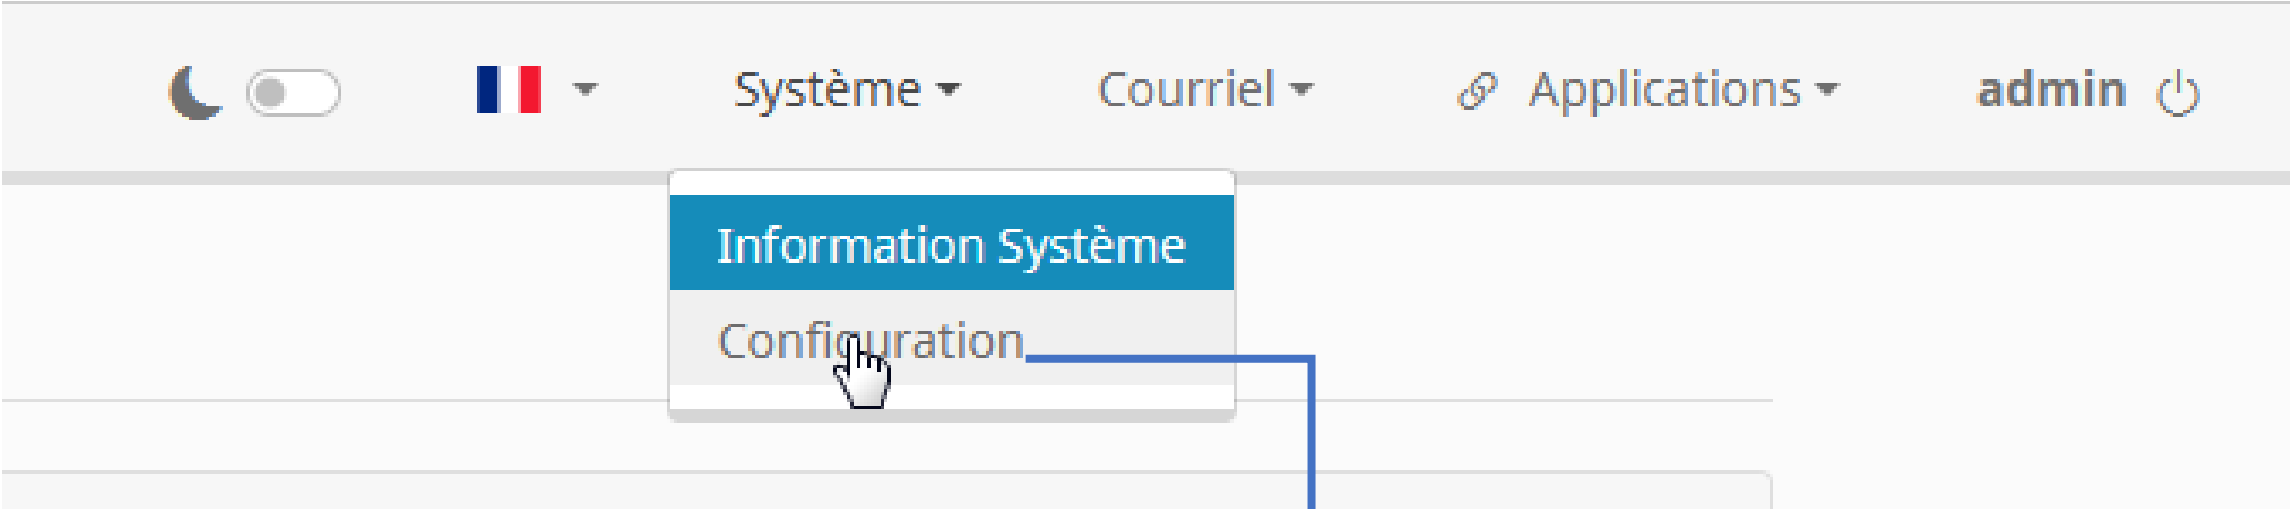 Système Courriel Applications admin
Information Système
Configuration